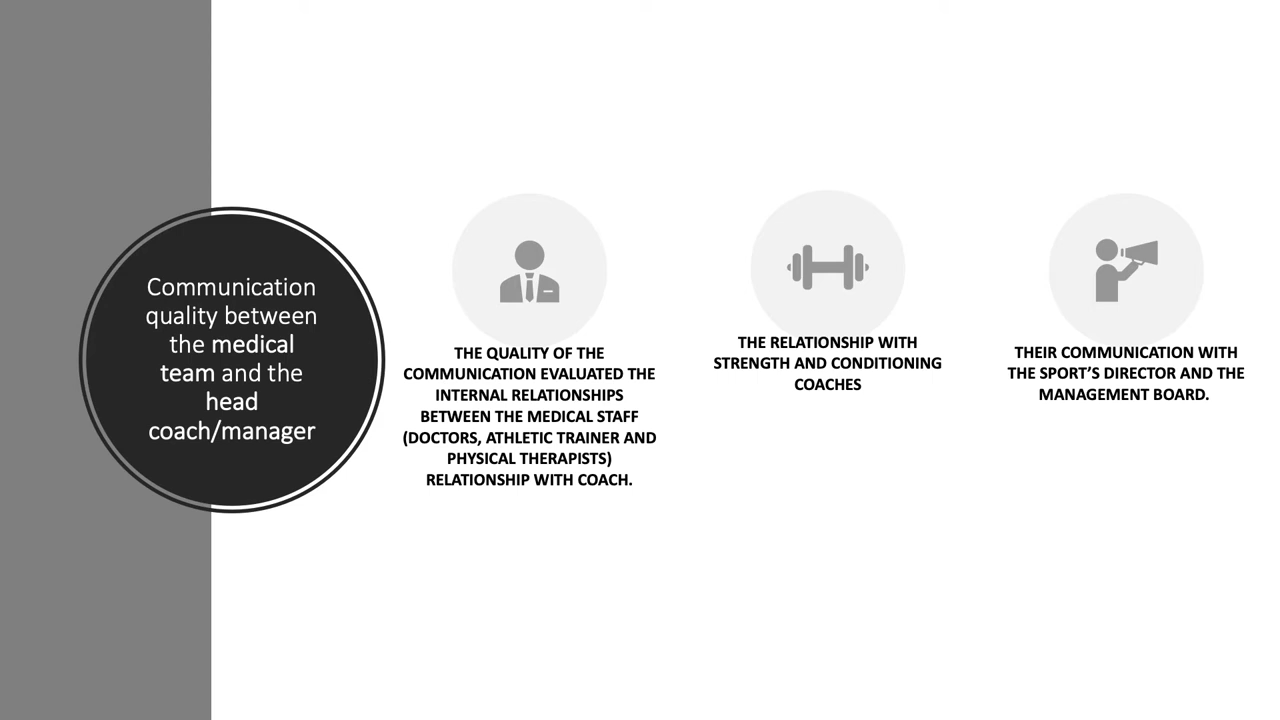 Communication
quality between
the medical
team and the
head
coach/manager
THE QUALITY OF THE
COMMUNICATION EVALUATED THE
INTERNAL RELATIONSHIPS
BETWEEN THE MEDICAL STAFF
(DOCTORS, ATHLETIC TRAINER AND
PHYSICAL THERAPISTS)
RELATIONSHIP WITH COACH.
THE RELATIONSHIP WITH
STRENGTH AND CONDITIONING
COACHES
THEIR COMMUNICATION WITH
THE SPORT’S DIRECTOR AND THE
MANAGEMENT BOARD.